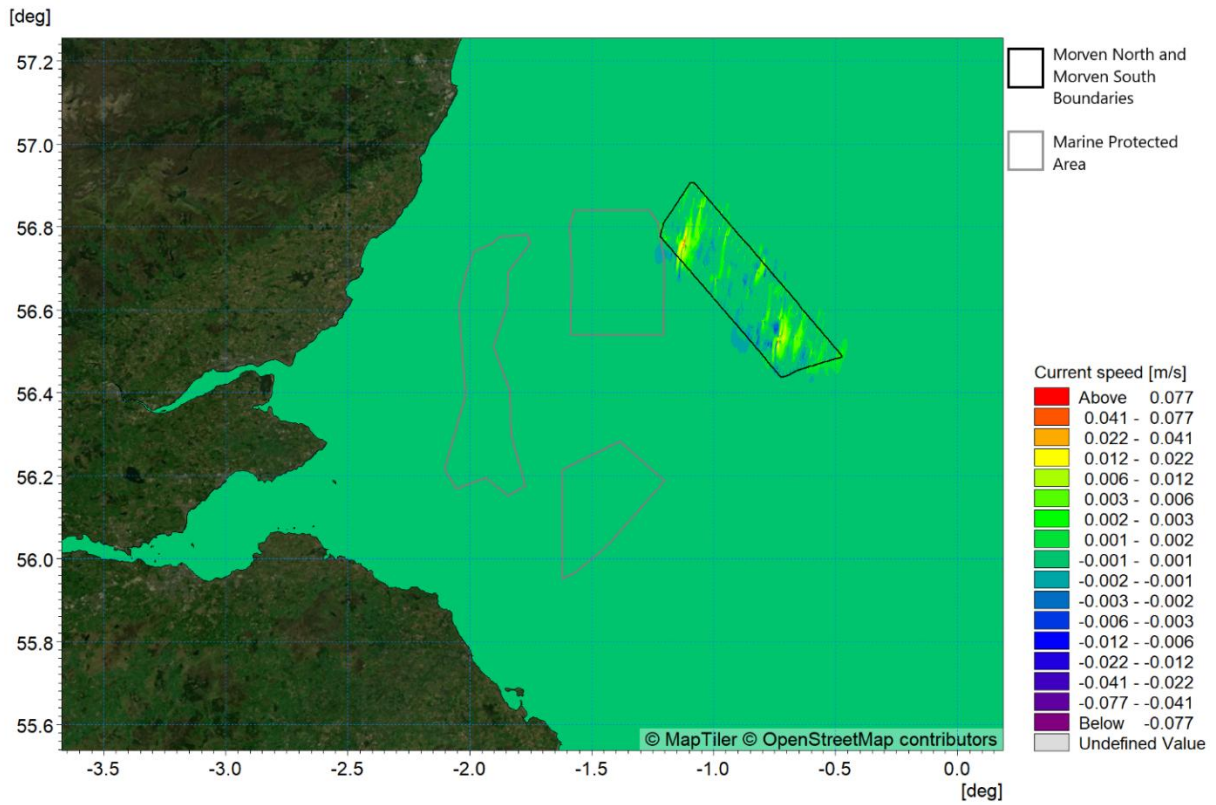 [deg]
57.2
57.0
56.8
56.6
56.4
56.2
56.0
55.8
55.6
-3.5
-3.0
-2.5
-2.0
-1.5
-1.0
-0.5
0.0
[deg]
© MapTiler © OpenStreetMap contributors
Morven North and
Morven South
Boundaries
Marine Protected
Area
Current speed [m/s]
Above 0.077
0.041 - 0.077
0.022 - 0.041
0.012 - 0.022
0.006 - 0.012
0.003 - 0.006
0.002 - 0.003
0.001 - 0.002
-0.001 - 0.001
-0.002 - -0.001
-0.003 - -0.002
-0.006 - -0.003
-0.012 - -0.006
-0.022 - -0.012
-0.041 - -0.022
-0.077 - -0.041
Below -0.077
Undefined Value